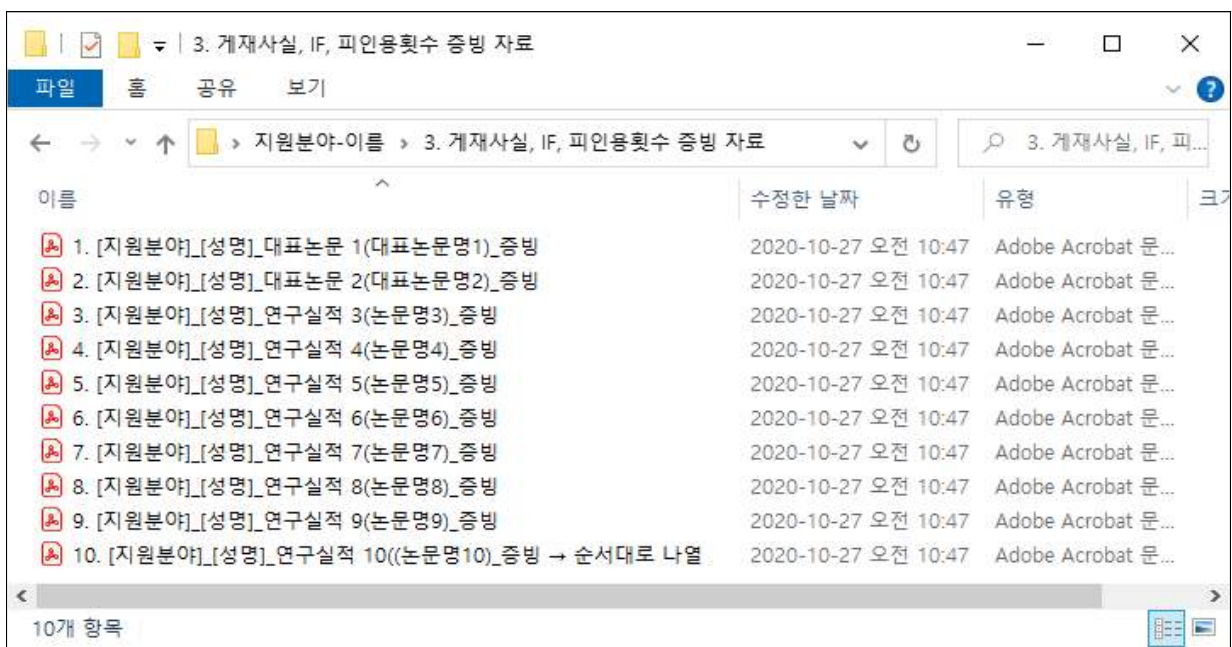 3. 게재사실, IF, 피인용횟수 증빙 자료
파일 홈 공유 보기
지원분야-이름 > 3. 게재사실, IF, 피인용횟수 증빙 자료 3. 게재사실, IF, 피...
이름 수정한 날짜 유형 크기
1. [지원분야]_[성명]_대표논문 1(대표논문명1)_증빙 2020-10-27 오전 10:47 Adobe Acrobat 문...
2. [지원분야]_[성명]_대표논문 2(대표논문명2)_증빙 2020-10-27 오전 10:47 Adobe Acrobat 문...
3. [지원분야]_[성명]_연구실적 3(논문명3)_증빙 2020-10-27 오전 10:47 Adobe Acrobat 문...
4. [지원분야]_[성명]_연구실적 4(논문명4)_증빙 2020-10-27 오전 10:47 Adobe Acrobat 문...
5. [지원분야]_[성명]_연구실적 5(논문명5)_증빙 2020-10-27 오전 10:47 Adobe Acrobat 문...
6. [지원분야]_[성명]_연구실적 6(논문명6)_증빙 2020-10-27 오전 10:47 Adobe Acrobat 문...
7. [지원분야]_[성명]_연구실적 7(논문명7)_증빙 2020-10-27 오전 10:47 Adobe Acrobat 문...
8. [지원분야]_[성명]_연구실적 8(논문명8)_증빙 2020-10-27 오전 10:47 Adobe Acrobat 문...
9. [지원분야]_[성명]_연구실적 9(논문명9)_증빙 2020-10-27 오전 10:47 Adobe Acrobat 문...
10. [지원분야]_[성명]_연구실적 10((논문명10)_증빙 → 순서대로 나열 2020-10-27 오전 10:47 Adobe Acrobat 문...
10개 항목